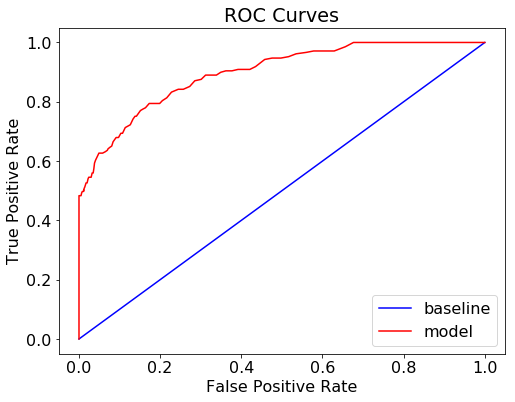 ROC Curves
True Positive Rate
1.0
0.8
0.6
0.4
0.2
0.0
0.0 0.2 0.4 0.6 0.8 1.0
False Positive Rate
baseline
model